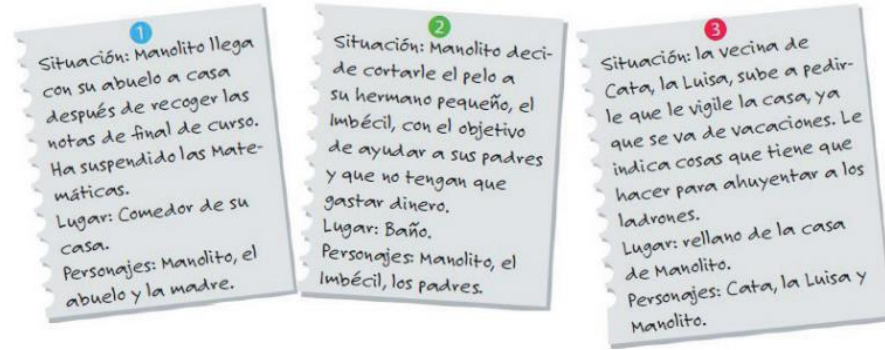 1
Situación: Manolito llega
con su abuelo a casa
después de recoger las
notas de final de curso.
Ha suspendido las Mate-
máticas.
Lugar: Comedor de su
casa.
Personajes: Manolito, el
abuelo y la madre.
2
Situación: Manolito deci-
de cortarle el pelo a
su hermano pequeño, el
Imbécil, con el objetivo
de ayudar a sus padres
y que no tengan que
gastar dinero.
Lugar: Baño.
Personajes: Manolito, el
Imbécil, los padres.
3
Situación: la vecina de
Cata, la Luisa, sube a pedir-
le que le vigile la casa, ya
que se va de vacaciones. Le
indica cosas que tiene que
hacer para ahuyentar a los
ladrones.
Lugar: rellano de la casa
de Manolito.
Personajes: Cata, la Luisa y
Manolito.